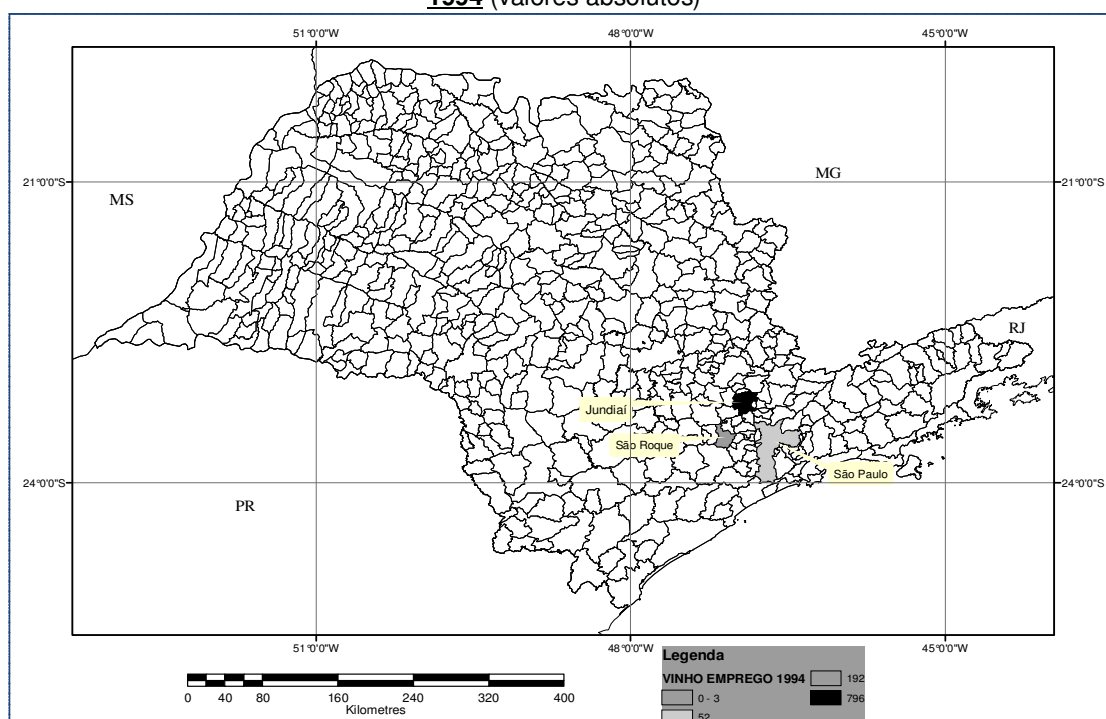 1994 (valores absolutos)
51°0'0"W 48°0'0"W 45°0'0"W
21°0'0"S 21°0'0"S
MS
MG
RJ
Jundiaí
São Roque
São Paulo
24°0'0"S 24°0'0"S
PR
51°0'0"W 48°0'0"W 45°0'0"W
0 40 80 160 240 320 400
Kilometres
Legenda
VINHO EMPREGO 1994 192
0 - 3 796
52